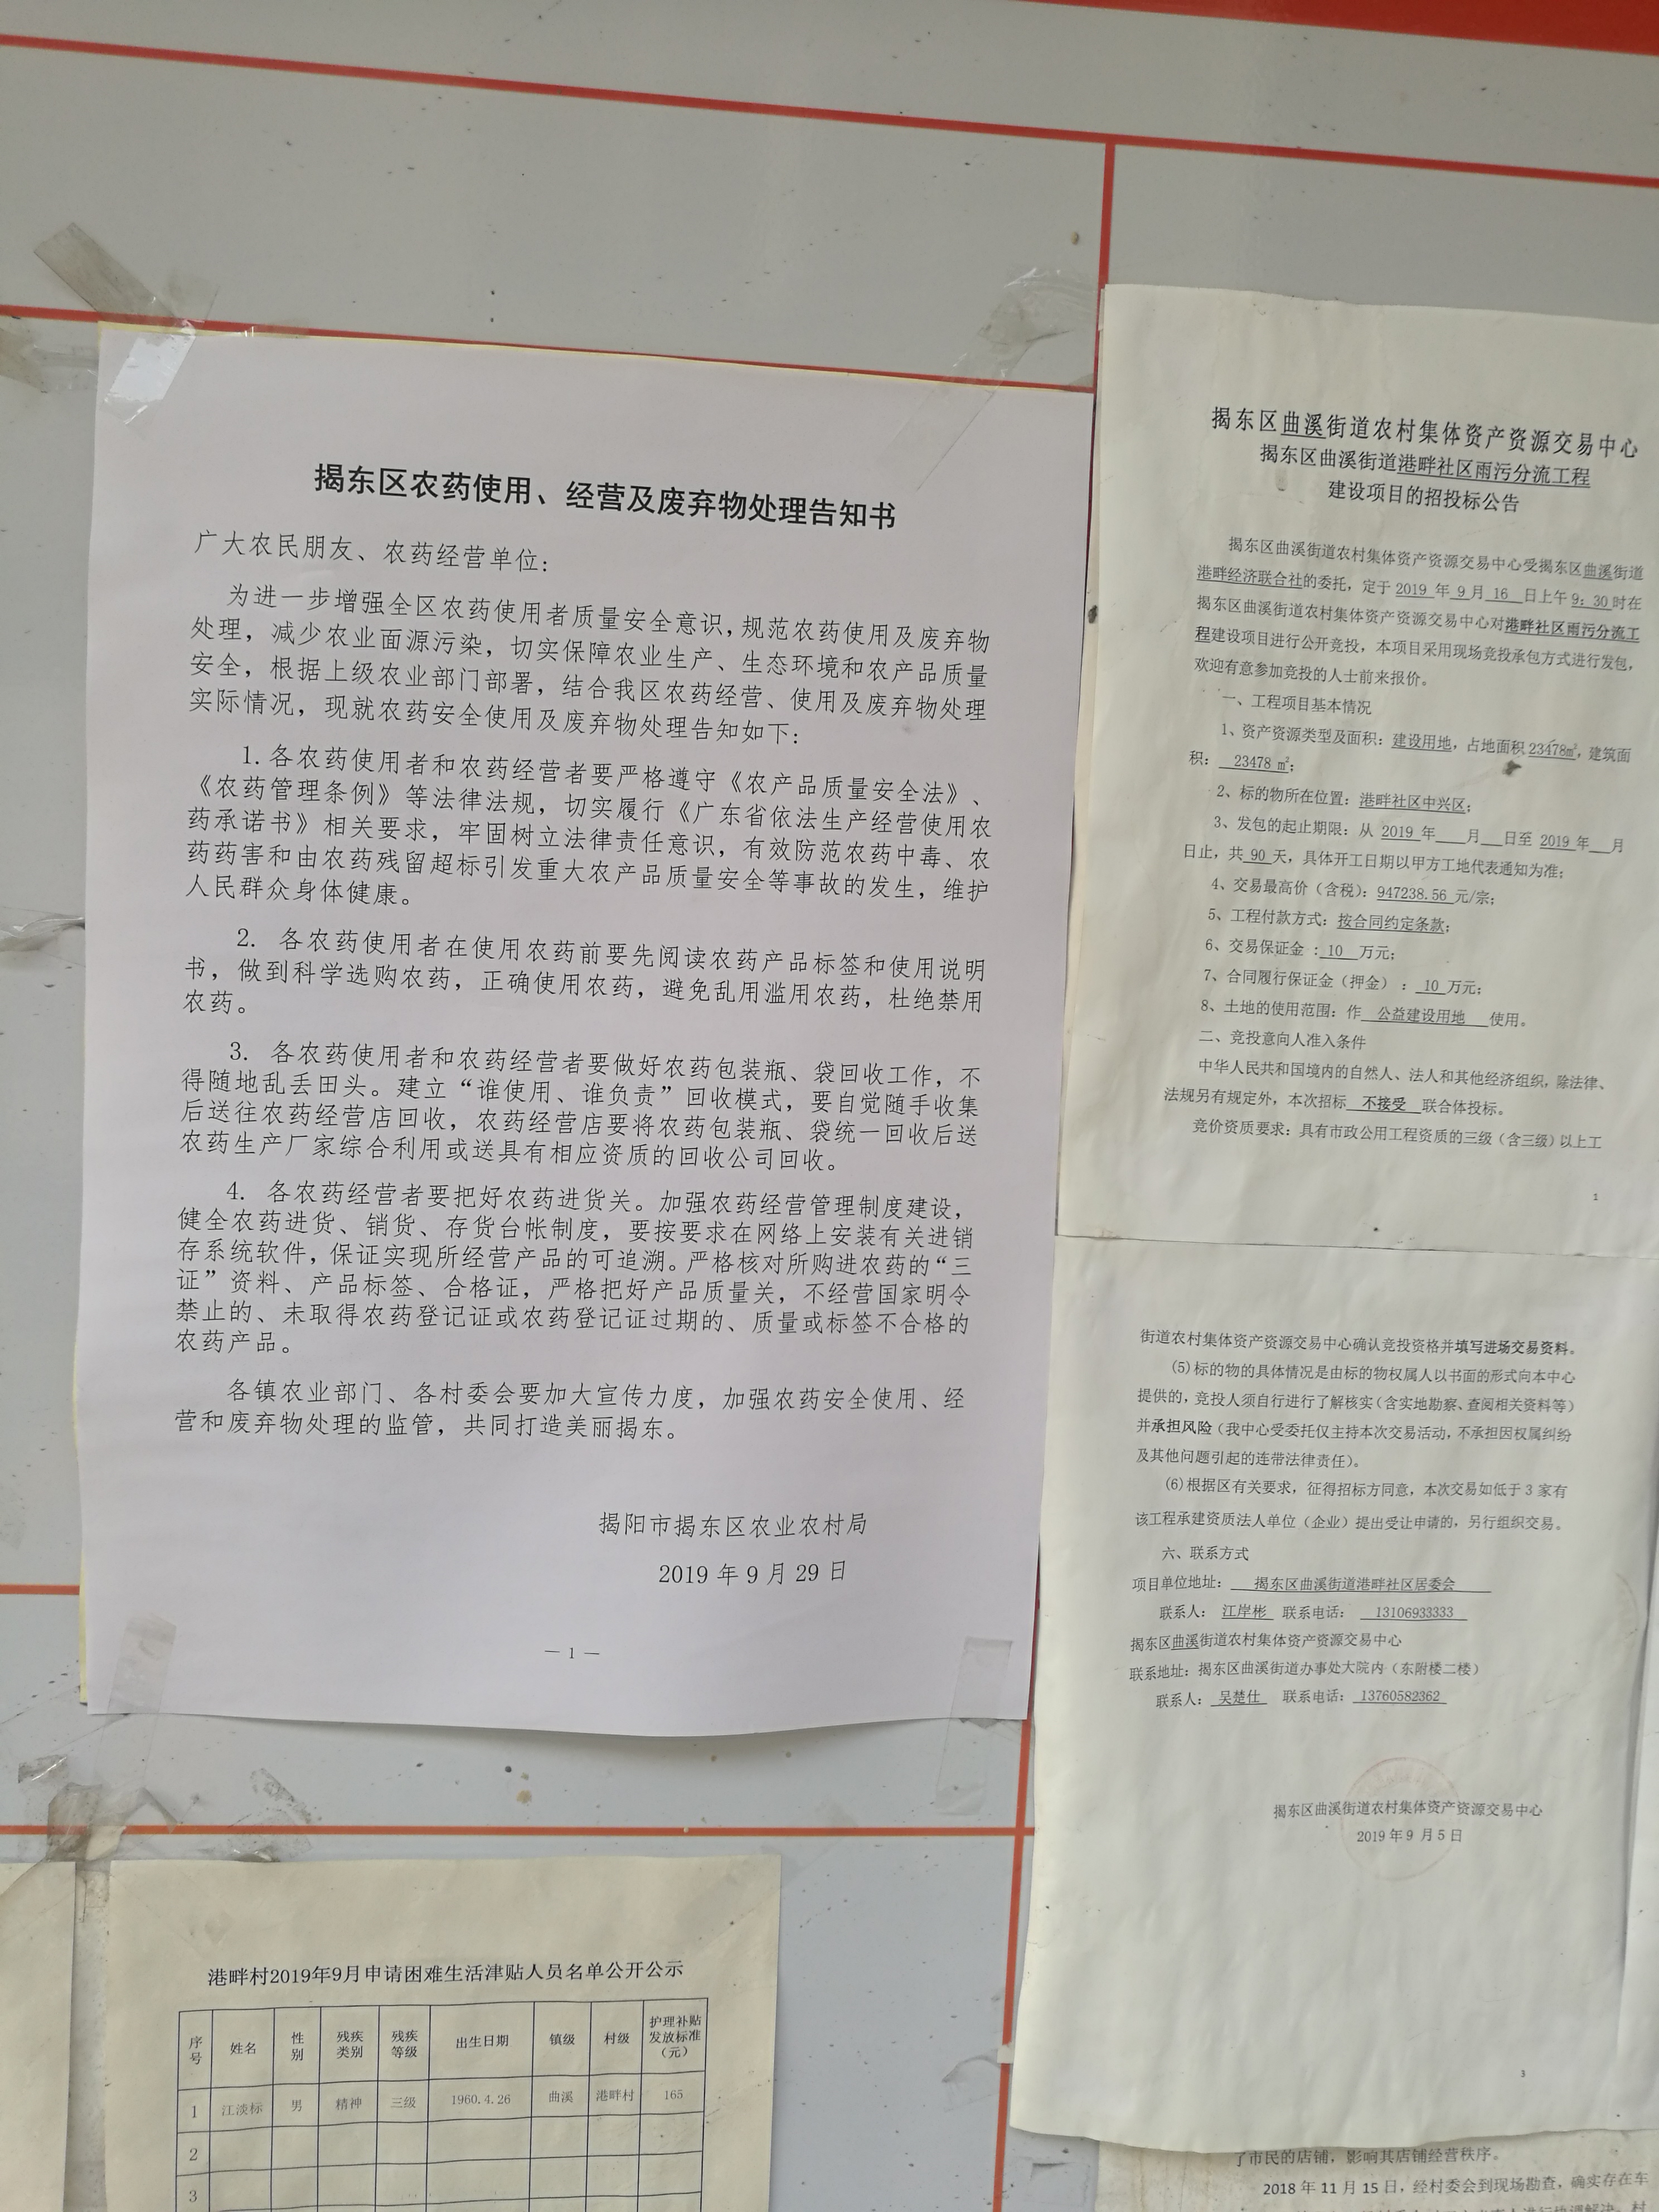 揭东区农药使用、经营及废弃物处理告知书
广大农民朋友、农药经营单位:
为进一步增强全区农药使用者质量安全意识,规范农药使用及废弃物
处理，减少农业面源污染，切实保障农业生产、生态环境和农产品质量
安全，根据上级农业部门部署，结合我区农药经营、使用及废弃物处理
实际情况，现就农药安全使用及废弃物处理告知如下:
1.各农药使用者和农药经营者要严格遵守《农产品质量安全法》、
《农药管理条例》等法律法规，切实履行《广东省依法生产经营使用农
药承诺书》相关要求，牢固树立法律责任意识，有效防范农药中毒、农
药药害和由农药残留超标引发重大农产品质量安全等事故的发生，维护
人民群众身体健康。
2. 各农药使用者在使用农药前要先阅读农药产品标签和使用说明
书，做到科学选购农药，正确使用农药，避免乱用滥用农药，杜绝禁用
农药。
3. 各农药使用者和农药经营者要做好农药包装瓶、袋回收工作，不
得随地乱丢田头。建立“谁使用、谁负责”回收模式，要自觉随手收集
后送往农药经营店回收，农药经营店要将农药包装瓶、袋统一回收后送
农药生产厂家综合利用或送具有相应资质的回收公司回收。
4. 各农药经营者要把好农药进货关。加强农药经营管理制度建设，
健全农药进货、销货、存货台帐制度，要按要求在网络上安装有关进销
存系统软件，保证实现所经营产品的可追溯。严格核对所购进农药的“三
证”资料、产品标签、合格证，严格把好产品质量关，不经营国家明令
禁止的、未取得农药登记证或农药登记证过期的、质量或标签不合格的
农药产品。
各镇农业部门、各村委会要加大宣传力度，加强农药安全使用、经
营和废弃物处理的监管，共同打造美丽揭东。
揭阳市揭东区农业农村局
2019年9月29日
— 1 —
揭东区曲溪街道农村集体资产资源交易中心
揭东区曲溪街道港畔社区雨污分流工程
建设项目的招投标公告
揭东区曲溪街道农村集体资产资源交易中心受揭东区曲溪街道
港畔经济联合社的委托，定于 2019 年 9 月 16 日上午 9：30 时在
揭东区曲溪街道农村集体资产资源交易中心对港畔社区雨污分流工
程建设项目进行公开竞投，本项目采用现场竞投承包方式进行发包，
欢迎有意参加竞投的人士前来报价。
一、工程项目基本情况
1、资产资源类型及面积：建设用地，占地面积 23478㎡，建筑面
积： 23478 ㎡；
2、标的物所在位置：港畔社区中兴区；
3、发包的起止期限：从 2019 年 月 日至 2019 年 月
日止，共 90 天，具体开工日期以甲方工地代表通知为准；
4、交易最高价（含税）：947238.56 元/宗；
5、工程付款方式：按合同约定条款；
6、交易保证金 ：10 万元；
7、合同履行保证金（押金）： 10 万元；
8、土地的使用范围：作 公益建设用地 使用。
二、竞投意向人准入条件
中华人民共和国境内的自然人、法人和其他经济组织，除法律、
法规另有规定外，本次招标 不接受 联合体投标。
竞价资质要求：具有市政公用工程资质的三级（含三级）以上工
1
街道农村集体资产资源交易中心确认竞投资格并填写进场交易资料。
(5)标的物的具体情况是由标的物权属人以书面的形式向本中心
提供的，竞投人须自行进行了解核实（含实地勘察、查阅相关资料等）
并承担风险（我中心受委托仅主持本次交易活动，不承担因权属纠纷
及其他问题引起的连带法律责任）。
(6)根据区有关要求，征得招标方同意，本次交易如低于 3 家有
该工程承建资质法人单位（企业）提出受让申请的，另行组织交易。
六、联系方式
项目单位地址： 揭东区曲溪街道港畔社区居委会
联系人： 江岸彬 联系电话： 13106933333
揭东区曲溪街道农村集体资产资源交易中心
联系地址：揭东区曲溪街道办事处大院内（东附楼二楼）
联系人： 吴楚仕 联系电话： 13760582362
揭东区曲溪街道农村集体资产资源交易中心
2019 年 9 月 5 日
3
港畔村2019年9月申请困难生活津贴人员名单公开公示
序号 姓名 性别 残疾类别 残疾等级 出生日期 镇级 村级 护理补贴发放标准（元）
1 江淡标 男 精神 三级 1960.4.26 曲溪 港畔村 165
2
3
了市民的店铺，影响其店铺经营秩序。
2018 年 11 月 15 日，经村委会到现场勘查，确实存在车